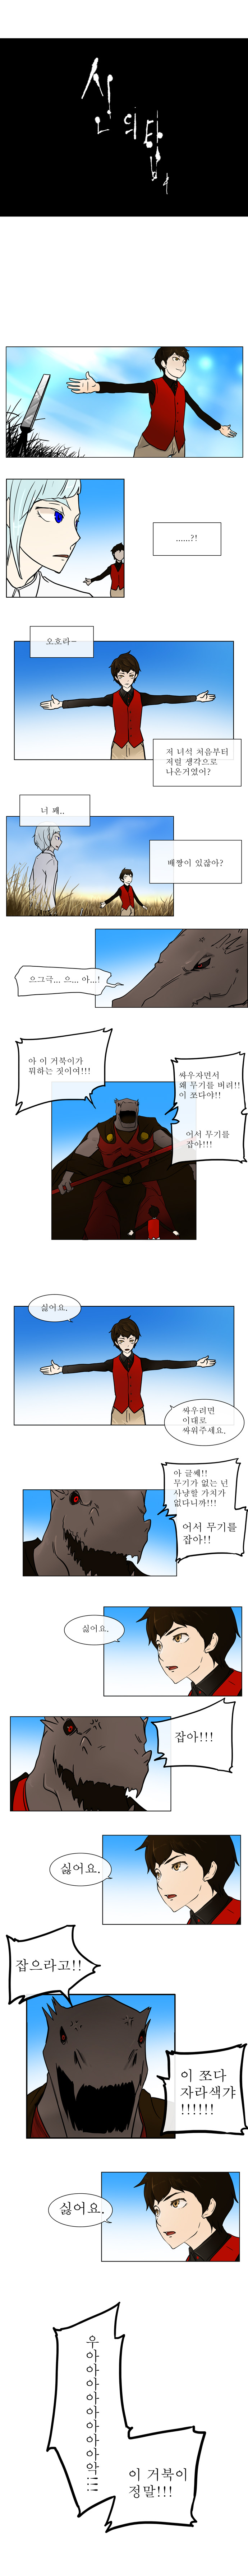 신의 탑
......?!
오호라-
저 녀석 처음부터
저럴 생각으로
나온거였어?
너 꽤..
배짱이 있잖아?
으그극... 으... 아...!
아 이 거북이가
뭐하는 짓이여!!!
싸우자면서
왜 무기를 버려!!
이 쪼다야!!
어서 무기를
잡아!!!
싫어요.
싸우려면
이대로
싸워주세요.
아 글쎄!!
무기가 없는 넌
사냥할 가치가
없다니까!!!
어서 무기를
잡아!!
싫어요.
잡아!!!
싫어요.
잡으라고!!
이 쪼다
자라색갸
!!!!!!
싫어요.
우아아아아아아아악!!!!
이 거북이
정말!!!